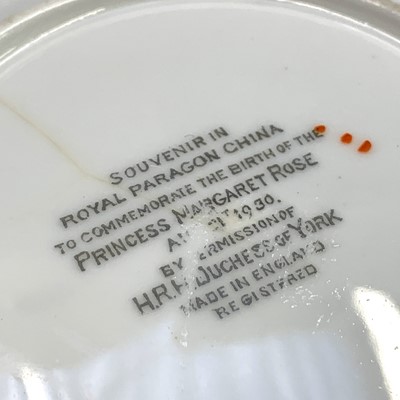 SOUVENIR IN
ROYAL PARAGON CHINA
TO COMMEMORATE THE BIRTH OF THE
PRINCESS MARGARET ROSE
1930.
BY PERMISSION OF
H.R.H. DUCHESS OF YORK
MADE IN ENGLAND
REGISTERED